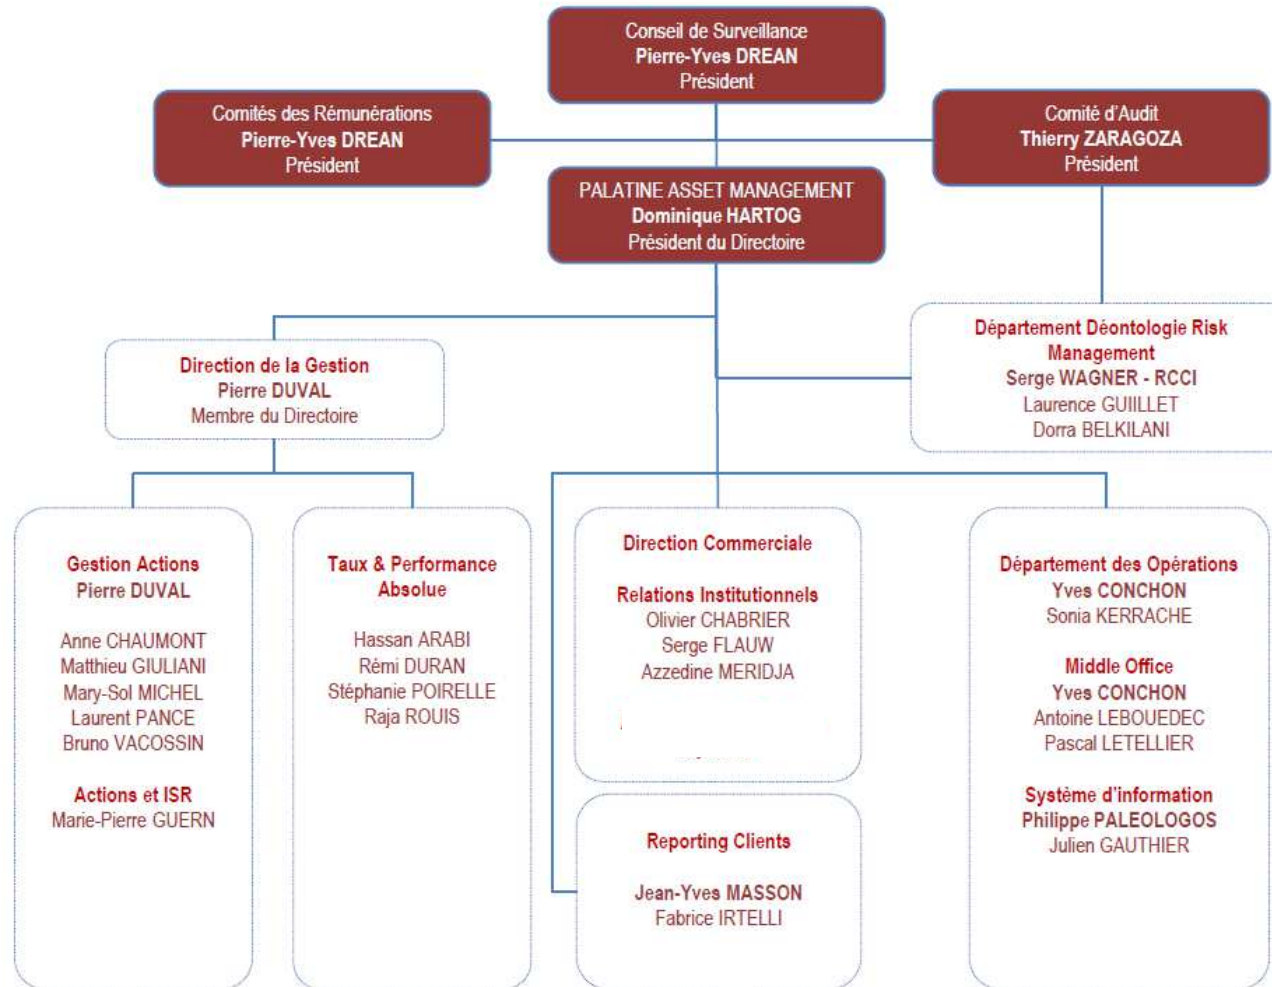 Conseil de Surveillance
Pierre-Yves DREAN
Président
Comités des Rémunérations
Pierre-Yves DREAN
Président
Comité d'Audit
Thierry ZARAGOZA
Président
PALATINE ASSET MANAGEMENT
Dominique HARTOG
Président du Directoire
Direction de la Gestion
Pierre DUVAL
Membre du Directoire
Département Déontologie Risk
Management
Serge WAGNER - RCCI
Laurence GUIILLET
Dorra BELKILANI
Gestion Actions
Pierre DUVAL
Anne CHAUMONT
Matthieu GIULIANI
Mary-Sol MICHEL
Laurent PANCE
Bruno VACOSSIN
Actions et ISR
Marie-Pierre GUERN
Taux & Performance
Absolue
Hassan ARABI
Rémi DURAN
Stéphanie POIRELLE
Raja ROUIS
Direction Commerciale
Relations Institutionnels
Olivier CHABRIER
Serge FLAUW
Azzedine MERIDJA
Reporting Clients
Jean-Yves MASSON
Fabrice IRTELLI
Département des Opérations
Yves CONCHON
Sonia KERRACHE
Middle Office
Yves CONCHON
Antoine LEBOUEDEC
Pascal LETELLIER
Système d'information
Philippe PALEOLOGOS
Julien GAUTHIER